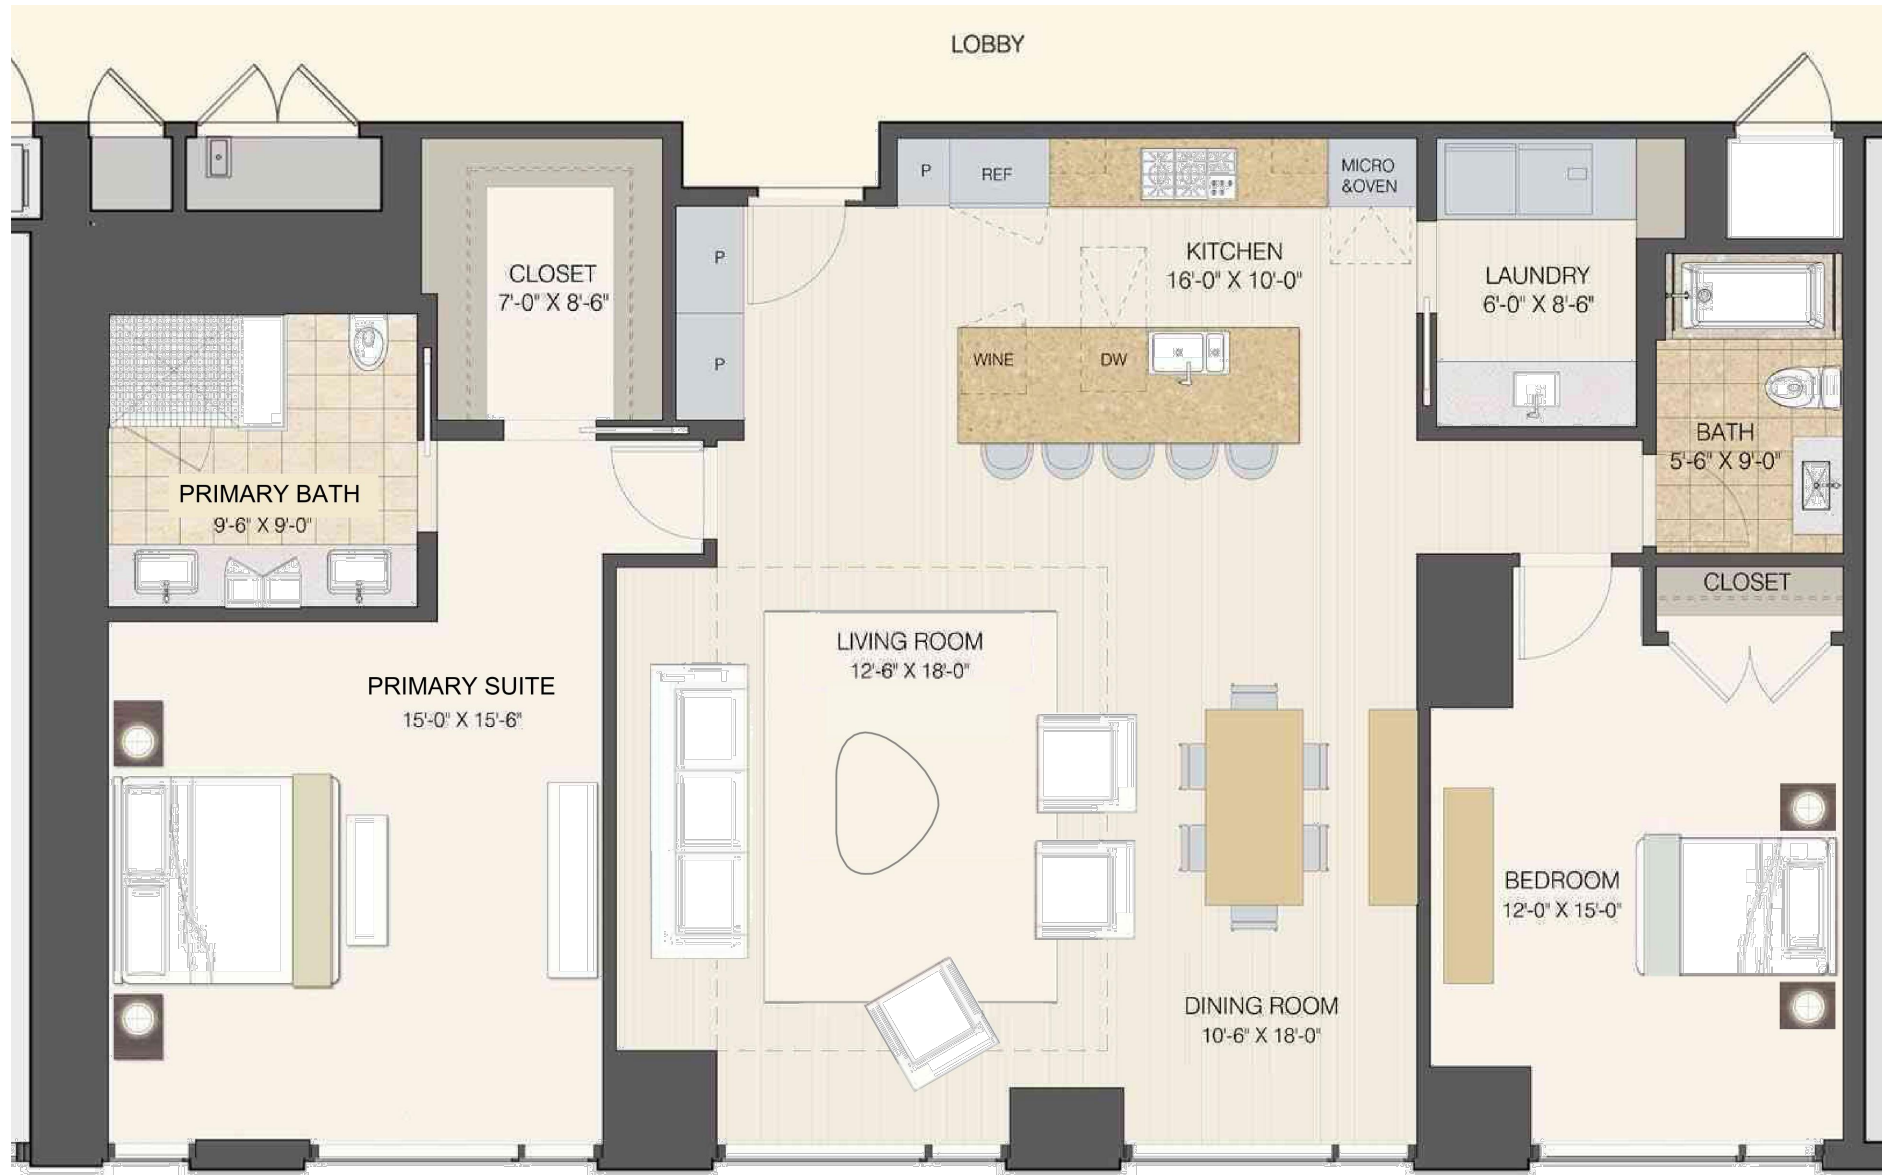 LOBBY
P
REF
MICRO
&OVEN
KITCHEN
16'-0" X 10'-0"
CLOSET
7'-0" X 8'-6"
P
P
LAUNDRY
6'-0" X 8'-6"
WINE
DW
BATH
5'-6" X 9'-0"
PRIMARY BATH
9'-6" X 9'-0"
CLOSET
LIVING ROOM
12'-6" X 18'-0"
PRIMARY SUITE
15'-0" X 15'-6"
BEDROOM
12'-0" X 15'-0"
DINING ROOM
10'-6" X 18'-0"